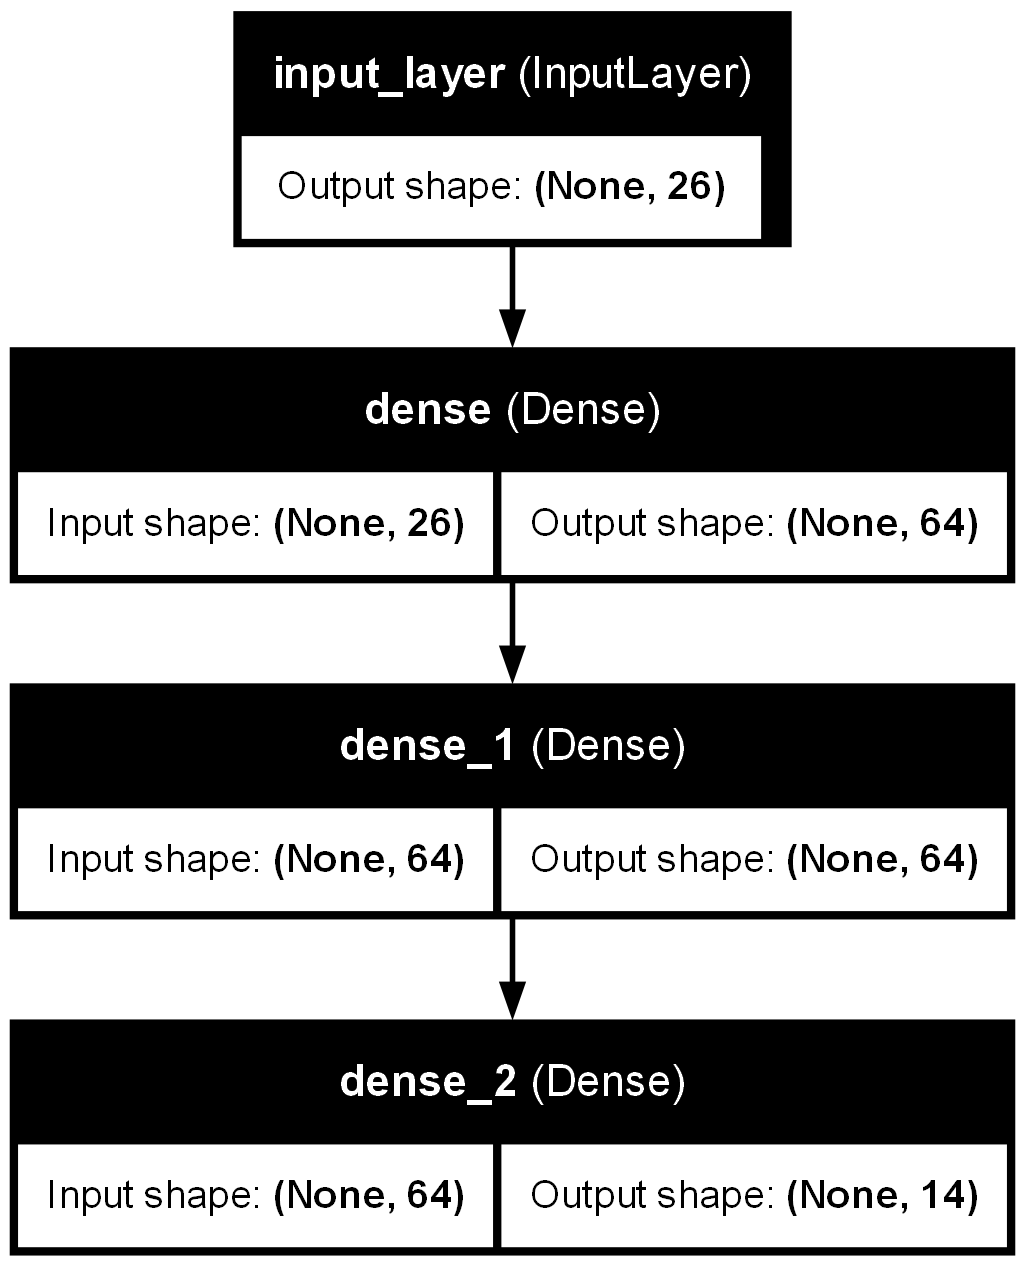 input_layer (InputLayer)
Output shape: (None, 26)
dense (Dense)
Input shape: (None, 26) Output shape: (None, 64)
dense_1 (Dense)
Input shape: (None, 64) Output shape: (None, 64)
dense_2 (Dense)
Input shape: (None, 64) Output shape: (None, 14)